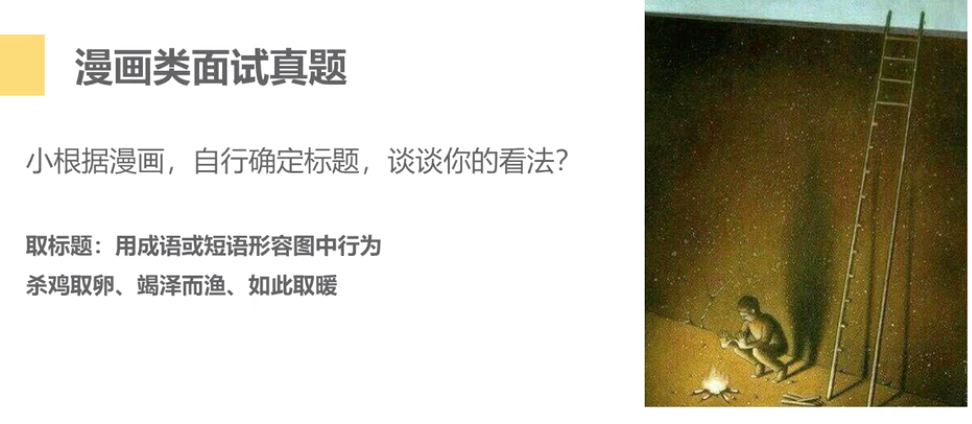 漫画类面试真题
小根据漫画，自行确定标题，谈谈你的看法？
取标题：用成语或短语形容图中行为
杀鸡取卵、竭泽而渔、如此取暖